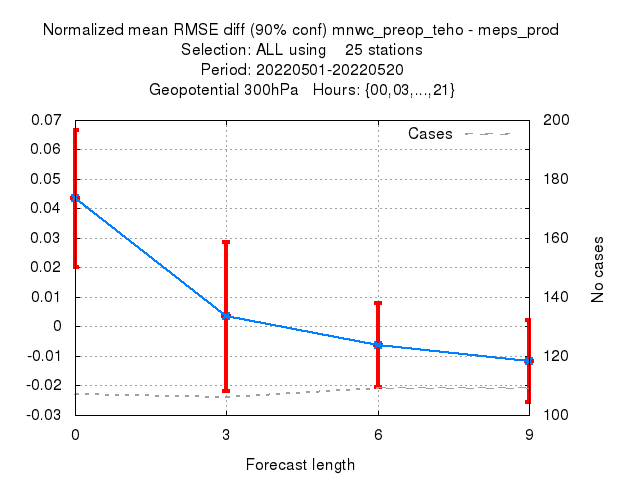 Normalized mean RMSE diff (90% conf) mnwc_preop_teho - meps_prod
Selection: ALL using    25 stations
Period: 20220501-20220520
Geopotential 300hPa   Hours: {00,03,...,21}
Cases
0.07
0.06
0.05
0.04
0.03
0.02
0.01
0
-0.01
-0.02
-0.03
200
180
160
140
120
100
No cases
0 3 6 9
Forecast length